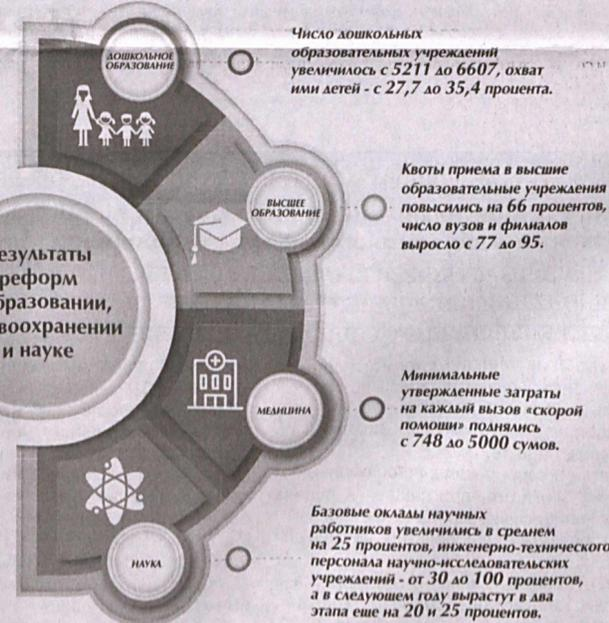 ДОШКОЛЬНОЕ
ОБРАЗОВАНИЕ
Число дошкольных
образовательных учреждений
увеличилось с 5211 до 6607, охват
ими детей - с 27,7 до 35,4 процента.
ВЫСШЕЕ
ОБРАЗОВАНИЕ
Квоты приема в высшие
образовательные учреждения
повысились на 66 процентов,
число вузов и филиалов
выросло с 77 до 95.
езультаты
реформ
бразовании,
воохранении
и науке
МЕДИЦИНА
Минимальные
утвержденные затраты
на каждый вызов «скорой
помощи» поднялись
с 748 до 5000 сумов.
НАУКА
Базовые оклады научных
работников увеличились в среднем
на 25 процентов, инженерно-технического
персонала научно-исследовательских
учреждений - от 30 до 100 процентов,
а в следующем году вырастут в два
этапа еще на 20 и 25 процентов.